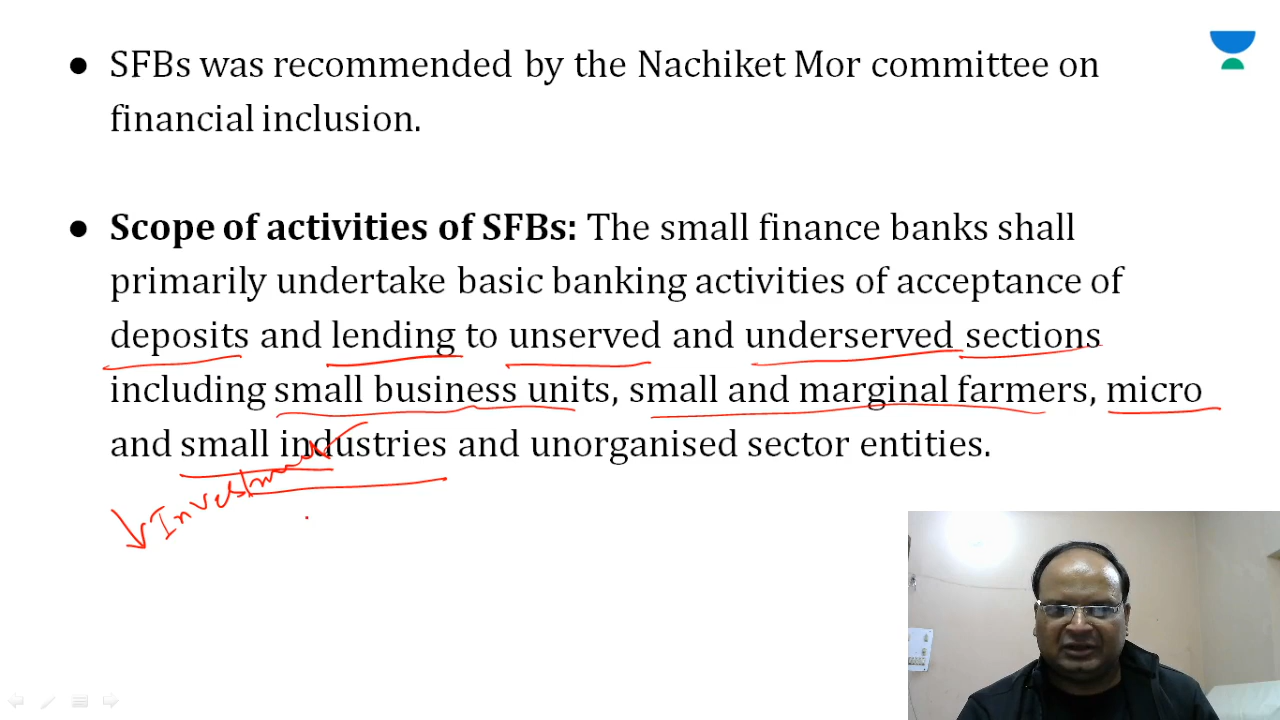 ● SFBs was recommended by the Nachiket Mor committee on
financial inclusion.
● Scope of activities of SFBs: The small finance banks shall
primarily undertake basic banking activities of acceptance of
deposits and lending to unserved and underserved sections
including small business units, small and marginal farmers, micro
and small industries and unorganised sector entities.
Investment